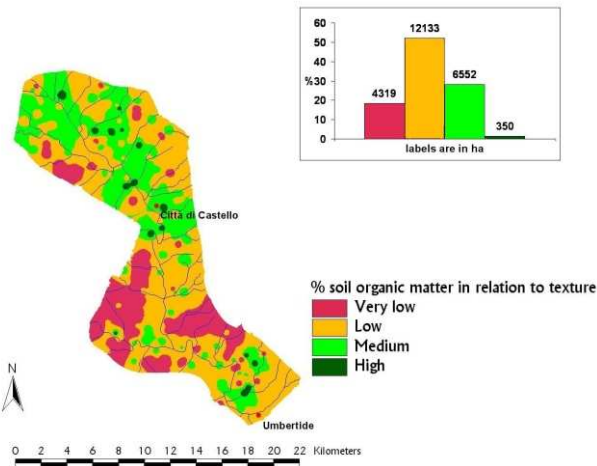 60
50
40
%30
20
10
0
4319
12133
6552
350
labels are in ha
Città di Castello
% soil organic matter in relation to texture
Very low
Low
Medium
High
N
Umbertide
0 2 4 6 8 10 12 14 16 18 20 22 Kilometers